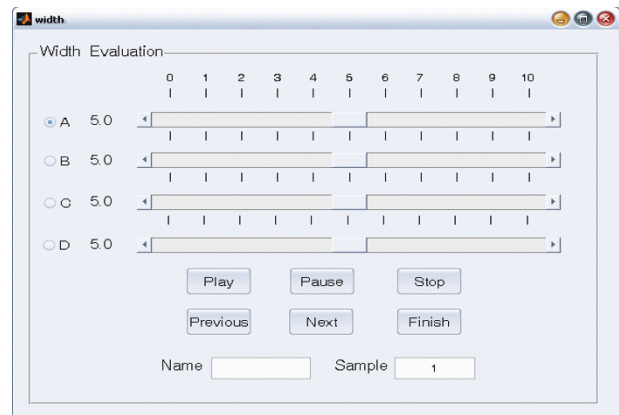 width
Width Evaluation
0 1 2 3 4 5 6 7 8 9 10
A 5.0
B 5.0
C 5.0
D 5.0
Play Pause Stop
Previous Next Finish
Name Sample 1